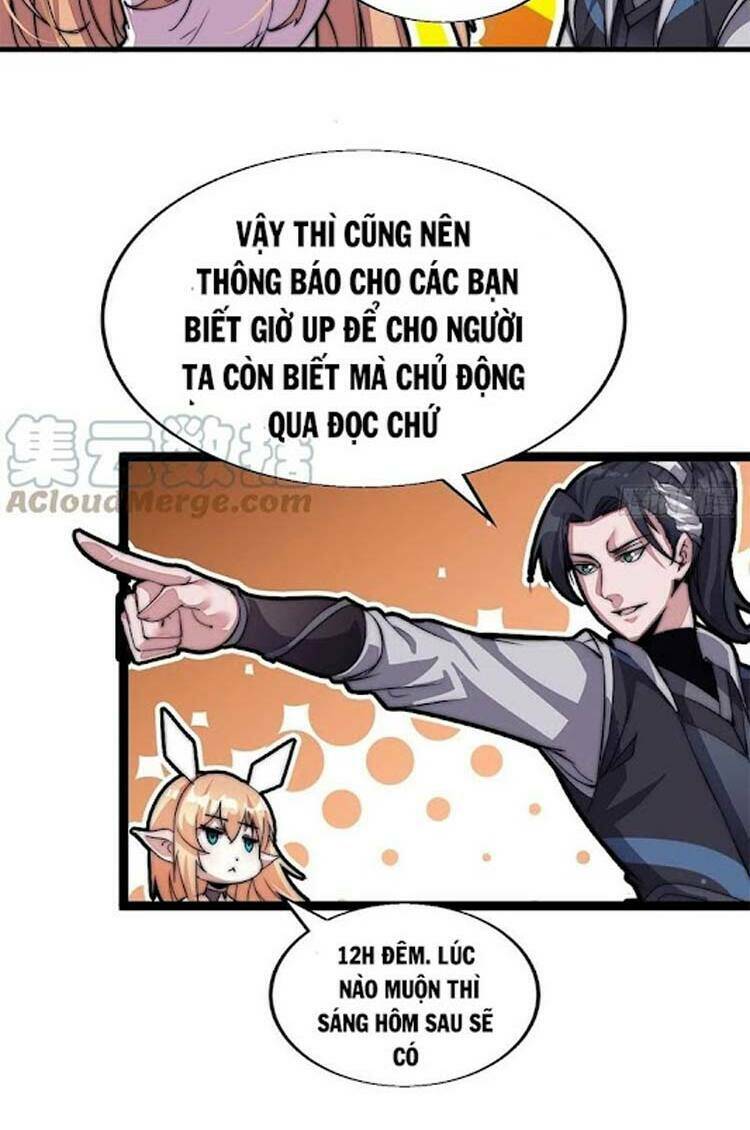 VẬY THÌ CŨNG NÊN
THÔNG BÁO CHO CÁC BẠN
BIẾT GIỜ UP ĐỂ CHO NGƯỜI
TA CÒN BIẾT MÀ CHỦ ĐỘNG
QUA ĐỌC CHỨ
集云数据
ACloudMerge.com
12H ĐÊM. LÚC
NÀO MUỘN THÌ
SÁNG HÔM SAU SẼ
CÓ